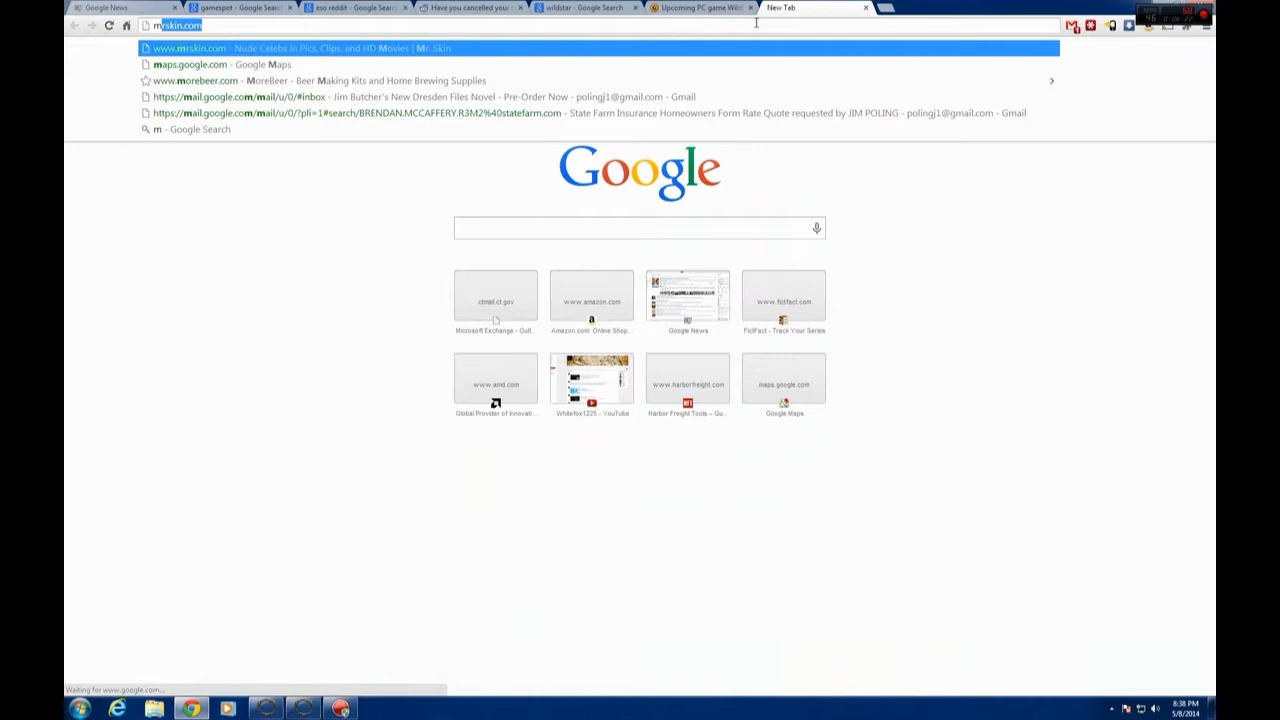 Google News
gamespot - Google Search
eso reddit - Google Search
Have you cancelled your
wildstar - Google Search
Upcoming PC game Wild
New Tab
mrskin.com
www.mrskin.com - Nude Celebs in Pics, Clips, and HD Movies | Mr. Skin
maps.google.com - Google Maps
www.morebeer.com - MoreBeer - Beer Making Kits and Home Brewing Supplies
https://mail.google.com/mail/u/0/#inbox - Jim Butcher's New Dresden Files Novel - Pre-Order Now - polingj1@gmail.com - Gmail
https://mail.google.com/mail/u/0/?pli=1#search/BRENDAN.MCCAFFERY.R3M2%40statefarm.com - State Farm Insurance Homeowners Form Rate Quote requested by JIM POLING - polingj1@gmail.com - Gmail
m - Google Search
Google
ctmail.ct.gov
www.amazon.com
www.fictfact.com
Microsoft Exchange - Outl...
Amazon.com: Online Shop...
Google News
FictFact - Track Your Series
www.amd.com
www.harborfreight.com
maps.google.com
Global Provider of Innovati...
Whitefox1225 - YouTube
Harbor Freight Tools – Qu...
Google Maps
Waiting for www.google.com...
8:38 PM
5/8/2014